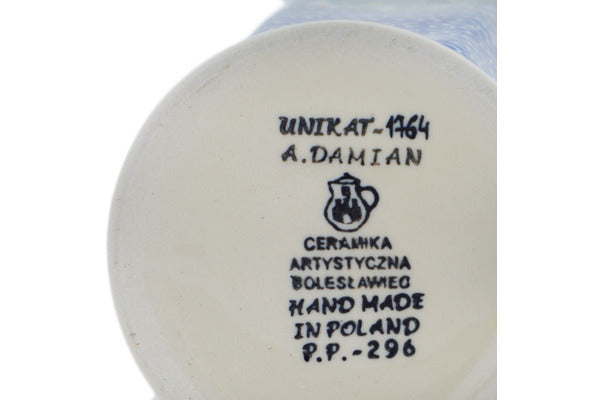 UNIKAT-1764
A.DAMIAN
CERAMIKA
ARTYSTYCZNA
BOLESŁAWIEC
HAND MADE
IN POLAND
P.P.-296